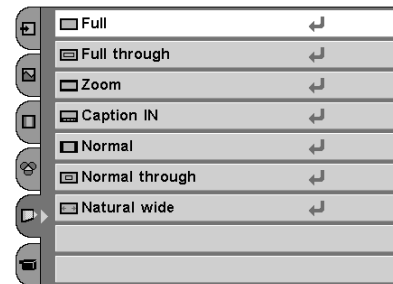 Full
Full through
Zoom
Caption IN
Normal
Normal through
Natural wide